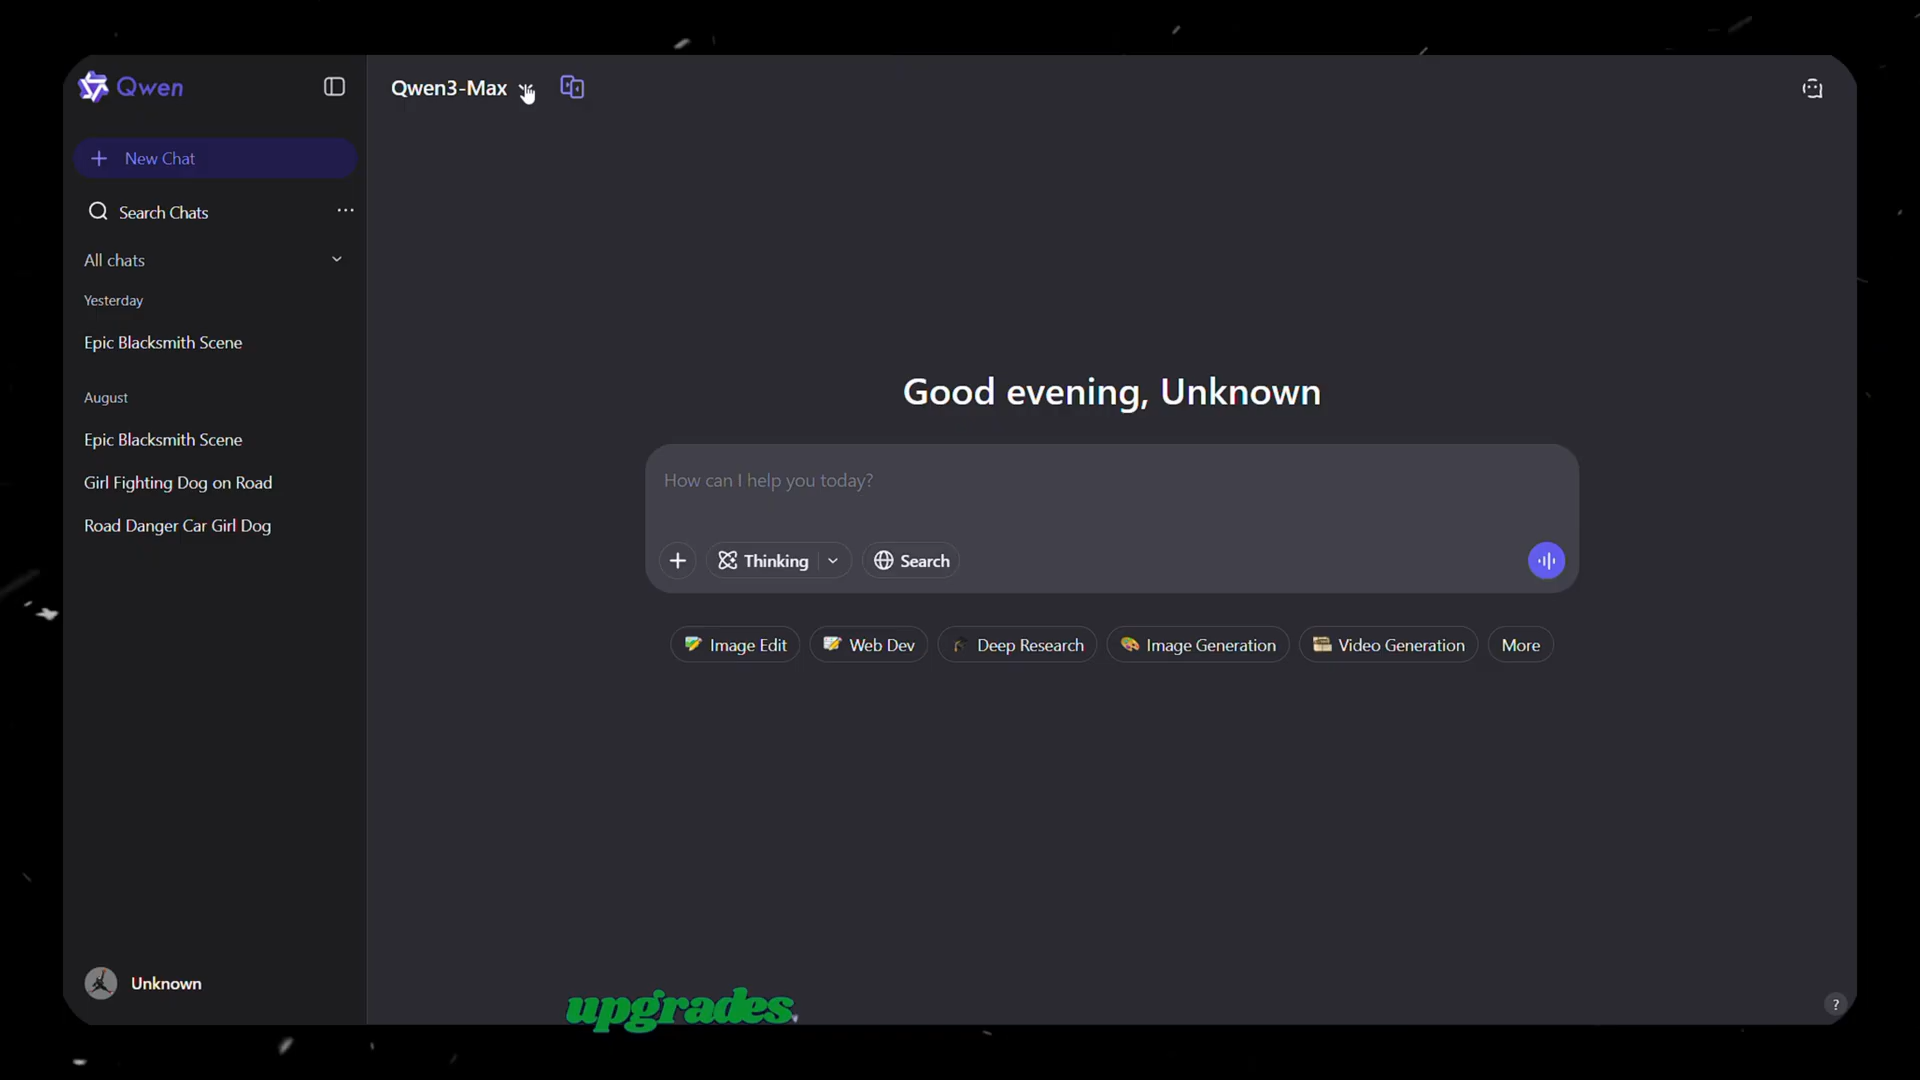 Qwen
Qwen3-Max
New Chat
Search Chats
All chats
Yesterday
Epic Blacksmith Scene
August
Epic Blacksmith Scene
Girl Fighting Dog on Road
Road Danger Car Girl Dog
Unknown
Good evening, Unknown
How can I help you today?
Thinking
Search
Image Edit
Web Dev
Deep Research
Image Generation
Video Generation
More
upgrades.
?